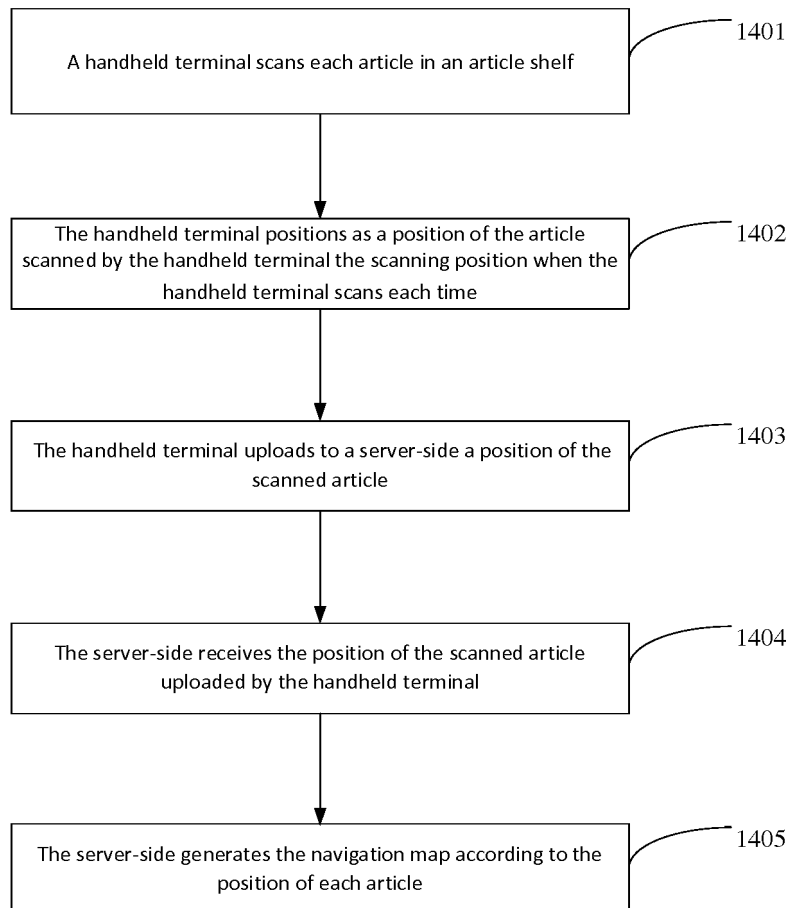 A handheld terminal scans each article in an article shelf
1401
The handheld terminal positions as a position of the article
scanned by the handheld terminal the scanning position when the
handheld terminal scans each time
1402
The handheld terminal uploads to a server-side a position of the
scanned article
1403
The server-side receives the position of the scanned article
uploaded by the handheld terminal
1404
The server-side generates the navigation map according to the
position of each article
1405